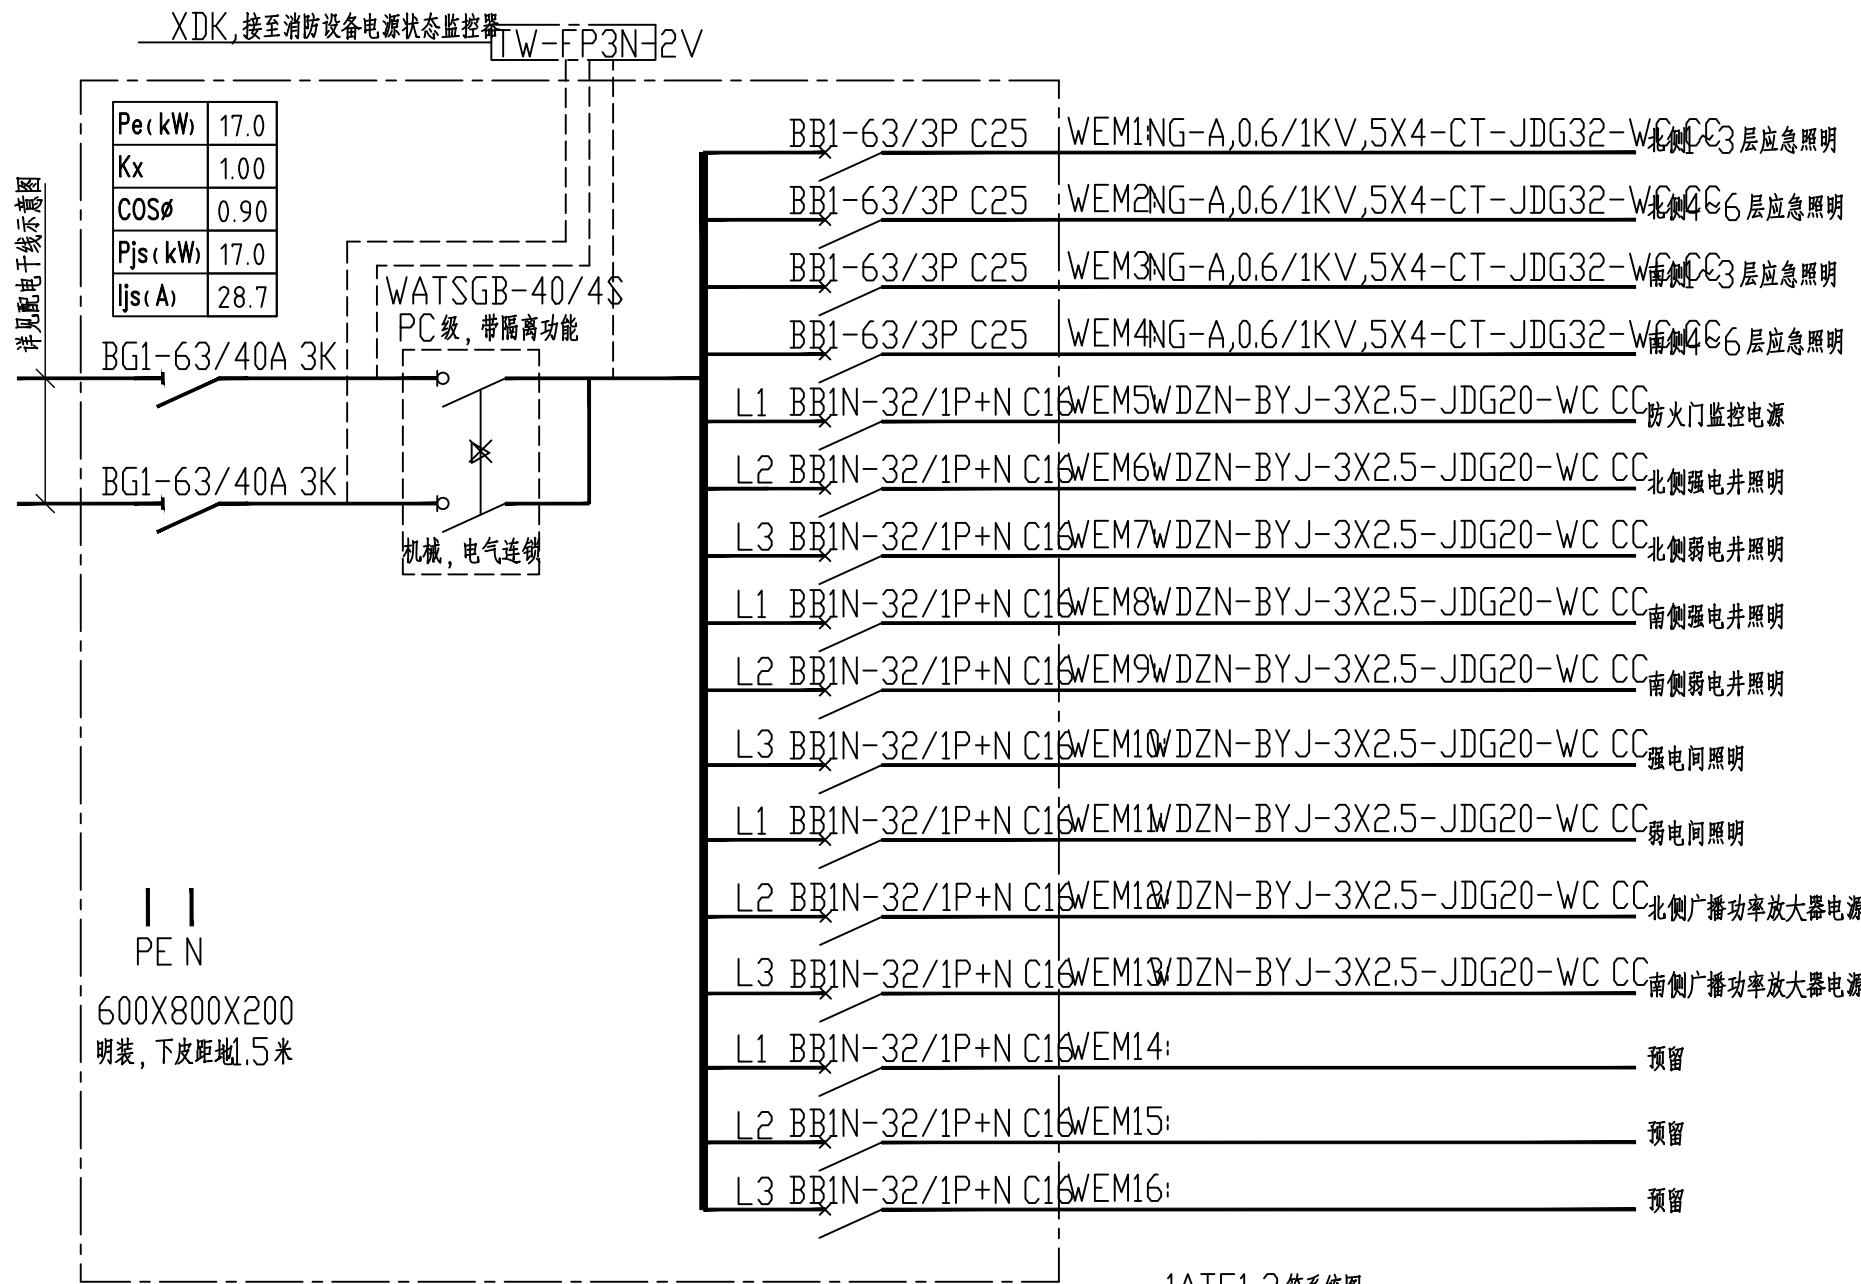 XDK,接至消防设备电源状态监控器
TW-FP3N-2V
Pe(kW) 17.0
Kx 1.00
COSø 0.90
Pjs(kW) 17.0
Ijs(A) 28.7
详见配电干线示意图
WATSGB-40/4S
PC级,带隔离功能
BG1-63/40A 3K
BG1-63/40A 3K
机械,电气连锁
BB1-63/3P C25 WEM1:NG-A,0.6/1KV,5X4-CT-JDG32-WC,CC 北侧1~3层应急照明
BB1-63/3P C25 WEM2:NG-A,0.6/1KV,5X4-CT-JDG32-WC,CC 北侧4~6层应急照明
BB1-63/3P C25 WEM3:NG-A,0.6/1KV,5X4-CT-JDG32-WC,CC 南侧1~3层应急照明
BB1-63/3P C25 WEM4:NG-A,0.6/1KV,5X4-CT-JDG32-WC,CC 南侧4~6层应急照明
L1 BB1N-32/1P+N C16 WEM5:WDZN-BYJ-3X2.5-JDG20-WC CC 防火门监控电源
L2 BB1N-32/1P+N C16 WEM6:WDZN-BYJ-3X2.5-JDG20-WC CC 北侧强电井照明
L3 BB1N-32/1P+N C16 WEM7:WDZN-BYJ-3X2.5-JDG20-WC CC 北侧弱电井照明
L1 BB1N-32/1P+N C16 WEM8:WDZN-BYJ-3X2.5-JDG20-WC CC 南侧强电井照明
L2 BB1N-32/1P+N C16 WEM9:WDZN-BYJ-3X2.5-JDG20-WC CC 南侧弱电井照明
L3 BB1N-32/1P+N C16 WEM10:WDZN-BYJ-3X2.5-JDG20-WC CC 强电间照明
L1 BB1N-32/1P+N C16 WEM11:WDZN-BYJ-3X2.5-JDG20-WC CC 弱电间照明
L2 BB1N-32/1P+N C16 WEM12:WDZN-BYJ-3X2.5-JDG20-WC CC 北侧广播功率放大器电源
L3 BB1N-32/1P+N C16 WEM13:WDZN-BYJ-3X2.5-JDG20-WC CC 南侧广播功率放大器电源
L1 BB1N-32/1P+N C16 WEM14: 预留
L2 BB1N-32/1P+N C16 WEM15: 预留
L3 BB1N-32/1P+N C16 WEM16: 预留
PE N
600X800X200
明装,下皮距地1.5米